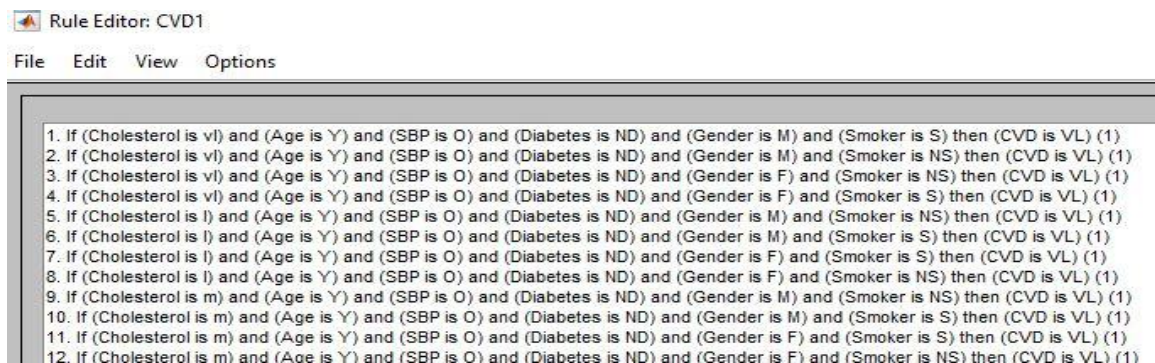 Rule Editor: CVD1
File Edit View Options
1. If (Cholesterol is vl) and (Age is Y) and (SBP is O) and (Diabetes is ND) and (Gender is M) and (Smoker is S) then (CVD is VL) (1)
2. If (Cholesterol is vl) and (Age is Y) and (SBP is O) and (Diabetes is ND) and (Gender is M) and (Smoker is NS) then (CVD is VL) (1)
3. If (Cholesterol is vl) and (Age is Y) and (SBP is O) and (Diabetes is ND) and (Gender is F) and (Smoker is NS) then (CVD is VL) (1)
4. If (Cholesterol is vl) and (Age is Y) and (SBP is O) and (Diabetes is ND) and (Gender is F) and (Smoker is S) then (CVD is VL) (1)
5. If (Cholesterol is l) and (Age is Y) and (SBP is O) and (Diabetes is ND) and (Gender is M) and (Smoker is NS) then (CVD is VL) (1)
6. If (Cholesterol is l) and (Age is Y) and (SBP is O) and (Diabetes is ND) and (Gender is M) and (Smoker is S) then (CVD is VL) (1)
7. If (Cholesterol is l) and (Age is Y) and (SBP is O) and (Diabetes is ND) and (Gender is F) and (Smoker is S) then (CVD is VL) (1)
8. If (Cholesterol is l) and (Age is Y) and (SBP is O) and (Diabetes is ND) and (Gender is F) and (Smoker is NS) then (CVD is VL) (1)
9. If (Cholesterol is m) and (Age is Y) and (SBP is O) and (Diabetes is ND) and (Gender is M) and (Smoker is NS) then (CVD is VL) (1)
10. If (Cholesterol is m) and (Age is Y) and (SBP is O) and (Diabetes is ND) and (Gender is M) and (Smoker is S) then (CVD is VL) (1)
11. If (Cholesterol is m) and (Age is Y) and (SBP is O) and (Diabetes is ND) and (Gender is F) and (Smoker is S) then (CVD is VL) (1)
12. If (Cholesterol is m) and (Age is Y) and (SBP is O) and (Diabetes is ND) and (Gender is F) and (Smoker is NS) then (CVD is VL) (1)